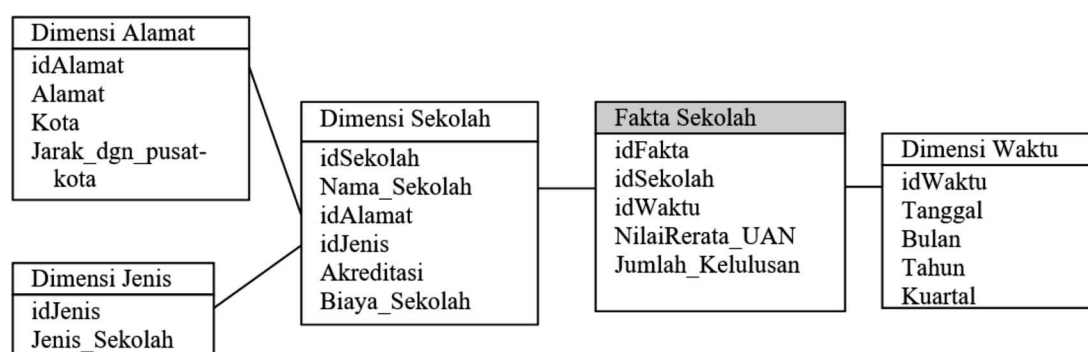 Dimensi Alamat
idAlamat
Alamat
Kota
Jarak_dgn_pusat-
kota
Dimensi Jenis
idJenis
Jenis_Sekolah
Dimensi Sekolah
idSekolah
Nama_Sekolah
idAlamat
idJenis
Akreditasi
Biaya_Sekolah
Fakta Sekolah
idFakta
idSekolah
idWaktu
NilaiRerata_UAN
Jumlah_Kelulusan
Dimensi Waktu
idWaktu
Tanggal
Bulan
Tahun
Kuartal